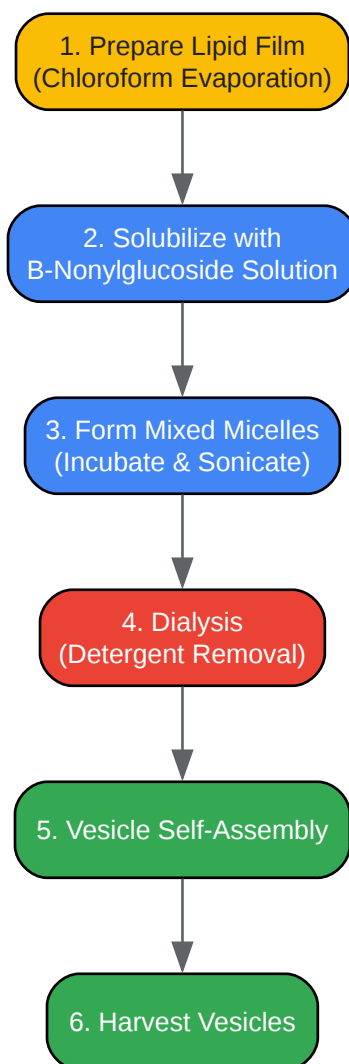 1. Prepare Lipid Film
(Chloroform Evaporation)
2. Solubilize with
B-Nonylglucoside Solution
3. Form Mixed Micelles
(Incubate & Sonicate)
4. Dialysis
(Detergent Removal)
5. Vesicle Self-Assembly
6. Harvest Vesicles